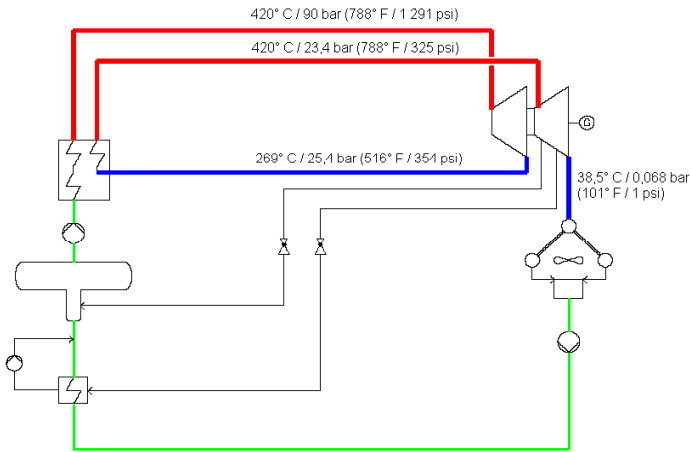 420° C / 90 bar (788° F / 1 291 psi)
420° C / 23,4 bar (788° F / 325 psi)
G
269° C / 25,4 bar (516° F / 354 psi)
38,5° C / 0,068 bar
(101° F / 1 psi)